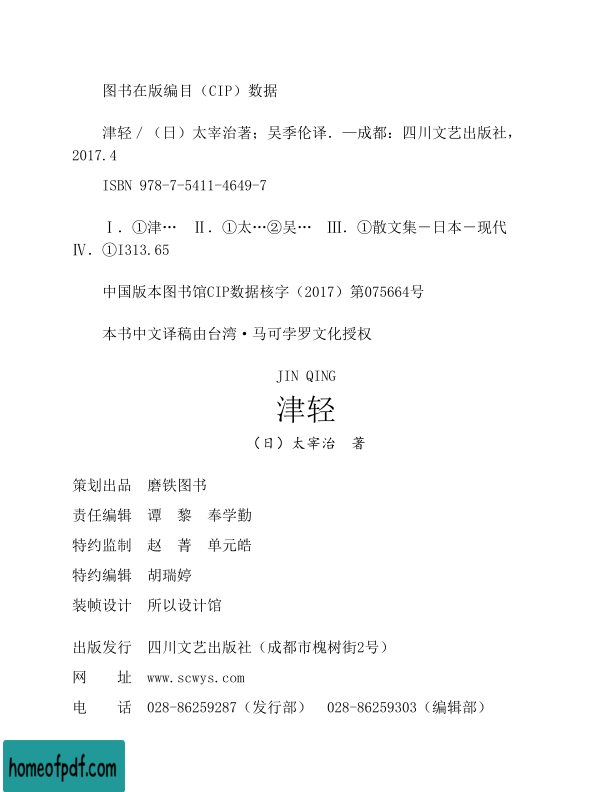 图书在版编目（CIP）数据
津轻／（日）太宰治著；吴季伦译．—成都：四川文艺出版社，
2017.4
ISBN 978-7-5411-4649-7
Ⅰ．①津… Ⅱ．①太…②吴… Ⅲ．①散文集－日本－现代
Ⅳ．①I313.65
中国版本图书馆CIP数据核字（2017）第075664号
本书中文译稿由台湾·马可孛罗文化授权
JIN QING
津轻
（日）太宰治　著
策划出品　磨铁图书
责任编辑　谭　黎　奉学勤
特约监制　赵　菁　单元皓
特约编辑　胡瑞婷
装帧设计　所以设计馆
出版发行　四川文艺出版社（成都市槐树街2号）
网　　址　www.scwys.com
电　　话　028-86259287（发行部）　028-86259303（编辑部）
homeofpdf.com